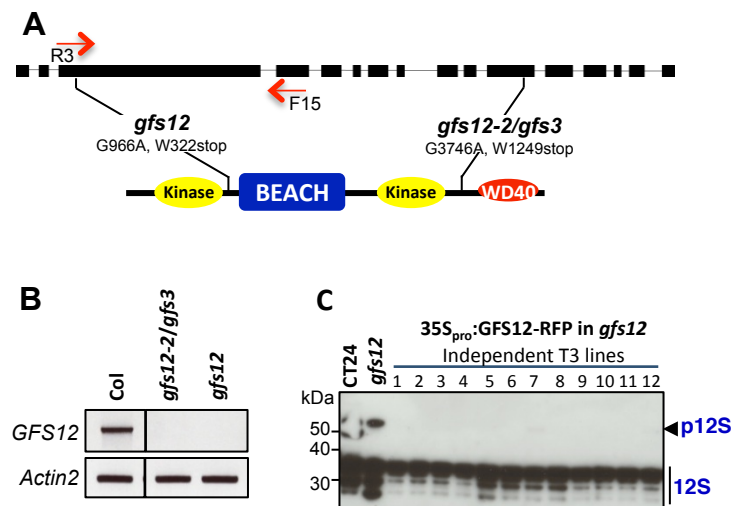 A
R3
F15
gfs12
G966A, W322stop
gfs12-2/gfs3
G3746A, W1249stop
Kinase
BEACH
Kinase
WD40
B
Col
gfs12-2/gfs3
gfs12
GFS12
Actin2
C
35Spro:GFS12-RFP in gfs12
Independent T3 lines
CT24
gfs12
1 2 3 4 5 6 7 8 9 10 11 12
kDa
50
40
30
p12S
12S